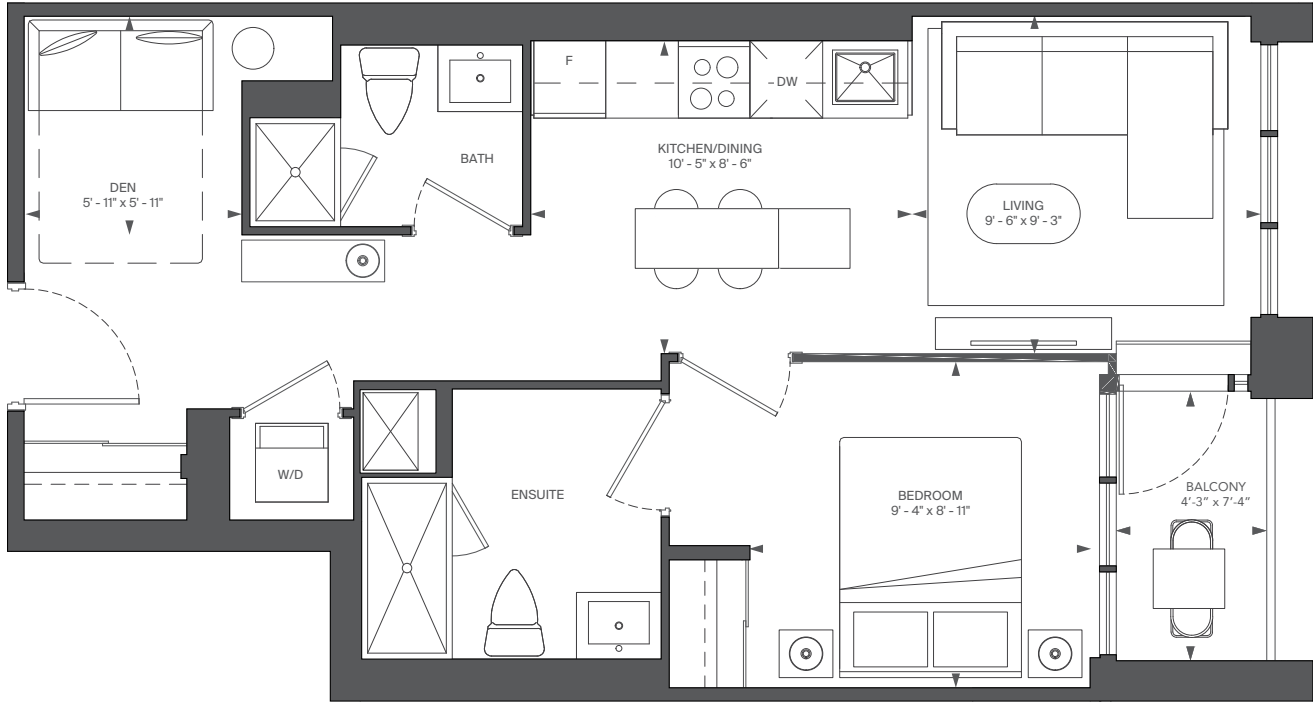 F
DW
BATH
KITCHEN/DINING
10' - 5" x 8' - 6"
DEN
5' - 11" x 5' - 11"
LIVING
9' - 6" x 9' - 3"
W/D
ENSUITE
BEDROOM
9' - 4" x 8' - 11"
BALCONY
4'-3" x 7'-4"